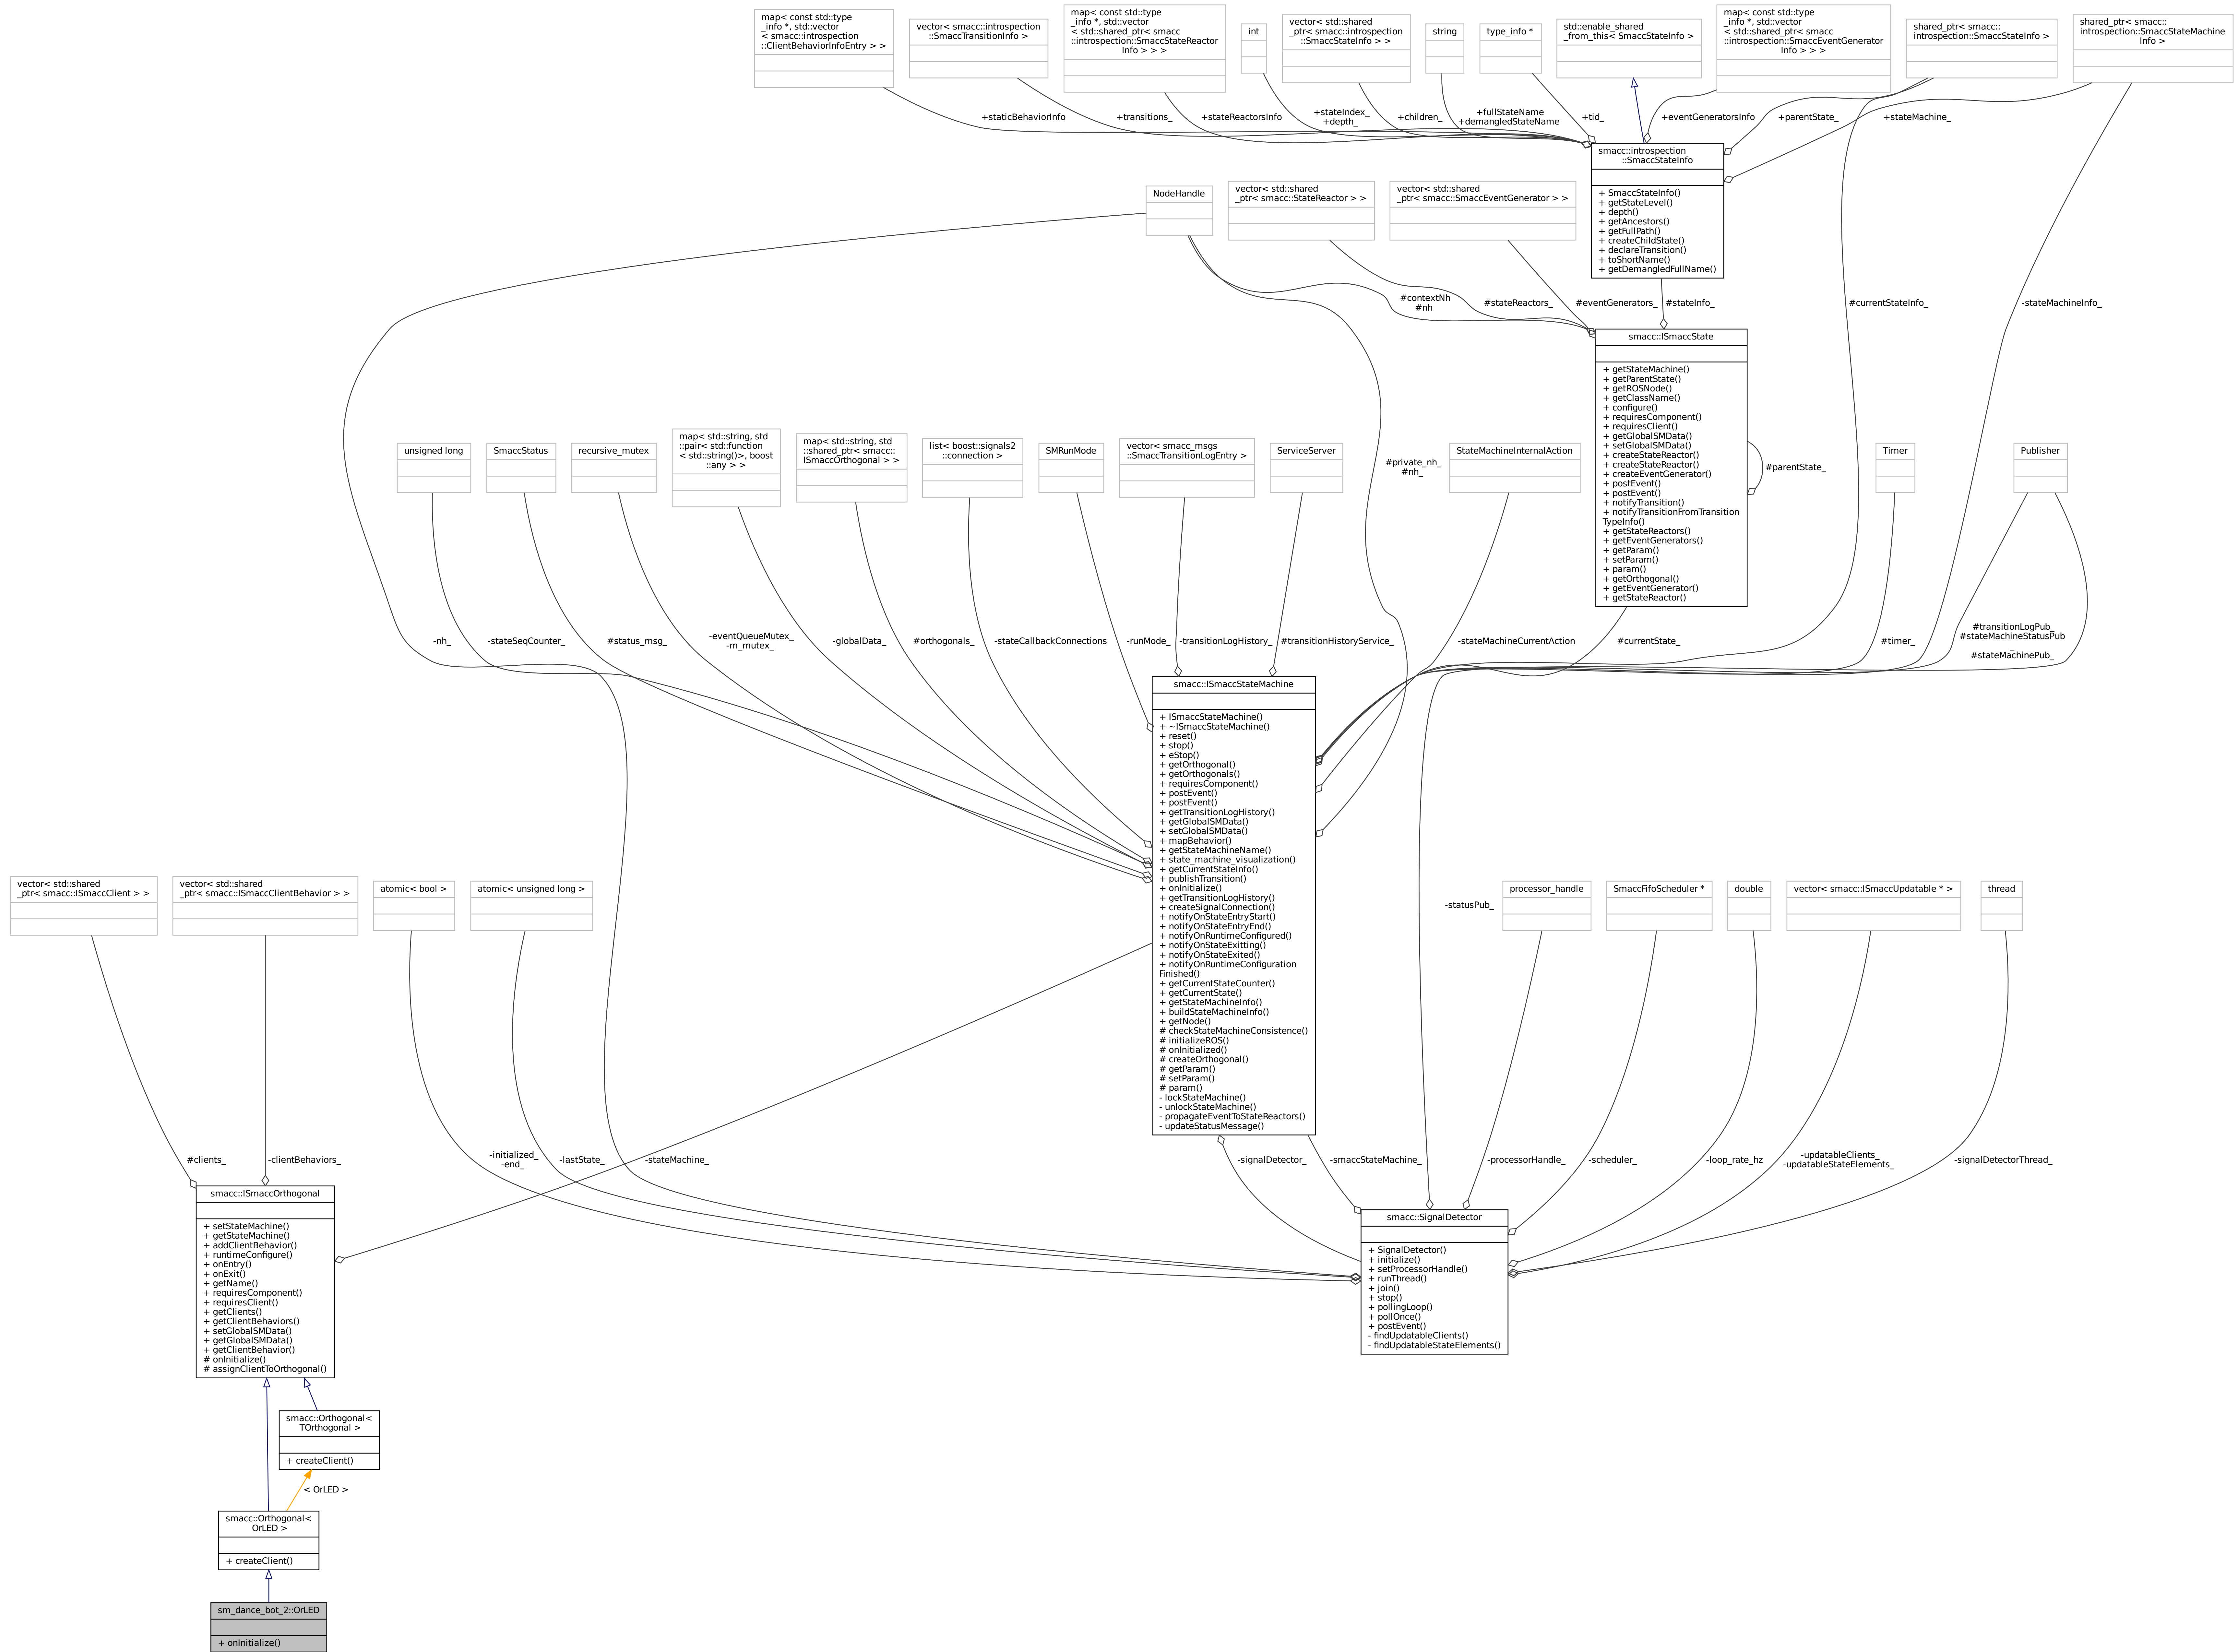 map< const std::type
_info *, std::vector
< smacc::introspection
::ClientBehaviorInfoEntry > >
vector< smacc::introspection
::SmaccTransitionInfo >
map< const std::type
_info *, std::vector
< std::shared_ptr< smacc
::introspection::SmaccStateReactor
Info > > >
int
vector< std::shared
_ptr< smacc::introspection
::SmaccStateInfo > >
string
type_info *
std::enable_shared
_from_this< SmaccStateInfo >
map< const std::type
_info *, std::vector
< std::shared_ptr< smacc
::introspection::SmaccEventGenerator
Info > > >
shared_ptr< smacc::
introspection::SmaccStateInfo >
shared_ptr< smacc::
introspection::SmaccStateMachine
Info >
+staticBehaviorInfo
+transitions_
+stateReactorsInfo
+stateIndex_
+depth_
+children_
+fullStateName
+demangledStateName
+tid_
+eventGeneratorsInfo
+parentState_
+stateMachine_
smacc::introspection
::SmaccStateInfo
+ SmaccStateInfo()
+ getStateLevel()
+ depth()
+ getAncestors()
+ getFullPath()
+ createChildState()
+ declareTransition()
+ toShortName()
+ getDemangledFullName()
NodeHandle
vector< std::shared
_ptr< smacc::StateReactor > >
vector< std::shared
_ptr< smacc::SmaccEventGenerator > >
#contextNh
#nh
#stateReactors_
#eventGenerators_
#stateInfo_
#currentStateInfo_
-stateMachineInfo_
smacc::ISmaccState
+ getStateMachine()
+ getParentState()
+ getROSNode()
+ getClassName()
+ configure()
+ requiresComponent()
+ requiresClient()
+ getGlobalSMData()
+ setGlobalSMData()
+ createStateReactor()
+ createStateReactor()
+ createEventGenerator()
+ postEvent()
+ postEvent()
+ notifyTransition()
+ notifyTransitionFromTransition
TypeInfo()
+ getStateReactors()
+ getEventGenerators()
+ getParam()
+ setParam()
+ param()
+ getOrthogonal()
+ getEventGenerator()
+ getStateReactor()
#parentState_
unsigned long
SmaccStatus
recursive_mutex
map< std::string, std
::pair< std::function
< std::string()>, boost
::any > >
map< std::string, std
::shared_ptr< smacc::
ISmaccOrthogonal > >
list< boost::signals2
::connection >
SMRunMode
vector< smacc_msgs
::SmaccTransitionLogEntry >
ServiceServer
#private_nh_
#nh_
StateMachineInternalAction
Timer
Publisher
-nh_
-stateSeqCounter_
#status_msg_
-eventQueueMutex_
-m_mutex_
-globalData_
#orthogonals_
-stateCallbackConnections
-runMode_
-transitionLogHistory_
#transitionHistoryService_
-stateMachineCurrentAction
#currentState_
#timer_
#transitionLogPub_
#stateMachineStatusPub
_
#stateMachinePub_
smacc::ISmaccStateMachine
+ ISmaccStateMachine()
+ ~ISmaccStateMachine()
+ reset()
+ stop()
+ eStop()
+ getOrthogonal()
+ getOrthogonals()
+ requiresComponent()
+ postEvent()
+ postEvent()
+ getTransitionLogHistory()
+ getGlobalSMData()
+ setGlobalSMData()
+ mapBehavior()
+ getStateMachineName()
+ state_machine_visualization()
+ getCurrentStateInfo()
+ publishTransition()
+ onInitialize()
+ getTransitionLogHistory()
+ createSignalConnection()
+ notifyOnStateEntryStart()
+ notifyOnStateEntryEnd()
+ notifyOnRuntimeConfigured()
+ notifyOnStateExitting()
+ notifyOnStateExited()
+ notifyOnRuntimeConfiguration
Finished()
+ getCurrentStateCounter()
+ getCurrentState()
+ getStateMachineInfo()
+ buildStateMachineInfo()
+ getNode()
# checkStateMachineConsistence()
# initializeROS()
# onInitialized()
# createOrthogonal()
# getParam()
# setParam()
# param()
- lockStateMachine()
- unlockStateMachine()
- propagateEventToStateReactors()
- updateStatusMessage()
vector< std::shared
_ptr< smacc::ISmaccClient > >
vector< std::shared
_ptr< smacc::ISmaccClientBehavior > >
atomic< bool >
atomic< unsigned long >
-statusPub_
processor_handle
SmaccFifoScheduler *
double
vector< smacc::ISmaccUpdatable * >
thread
#clients_
-clientBehaviors_
-initialized_
-end_
-lastState_
-stateMachine_
-signalDetector_
-smaccStateMachine_
-processorHandle_
-scheduler_
-loop_rate_hz
-updatableClients_
-updatableStateElements_
-signalDetectorThread_
smacc::ISmaccOrthogonal
+ setStateMachine()
+ getStateMachine()
+ addClientBehavior()
+ runtimeConfigure()
+ onEntry()
+ onExit()
+ getName()
+ requiresComponent()
+ requiresClient()
+ getClients()
+ getClientBehaviors()
+ setGlobalSMData()
+ getGlobalSMData()
+ getClientBehavior()
# onInitialize()
# assignClientToOrthogonal()
smacc::SignalDetector
+ SignalDetector()
+ initialize()
+ setProcessorHandle()
+ runThread()
+ join()
+ stop()
+ pollingLoop()
+ pollOnce()
+ postEvent()
- findUpdatableClients()
- findUpdatableStateElements()
smacc::Orthogonal<
TOrthogonal >
+ createClient()
< OrLED >
smacc::Orthogonal<
OrLED >
+ createClient()
sm_dance_bot_2::OrLED
+ onInitialize()